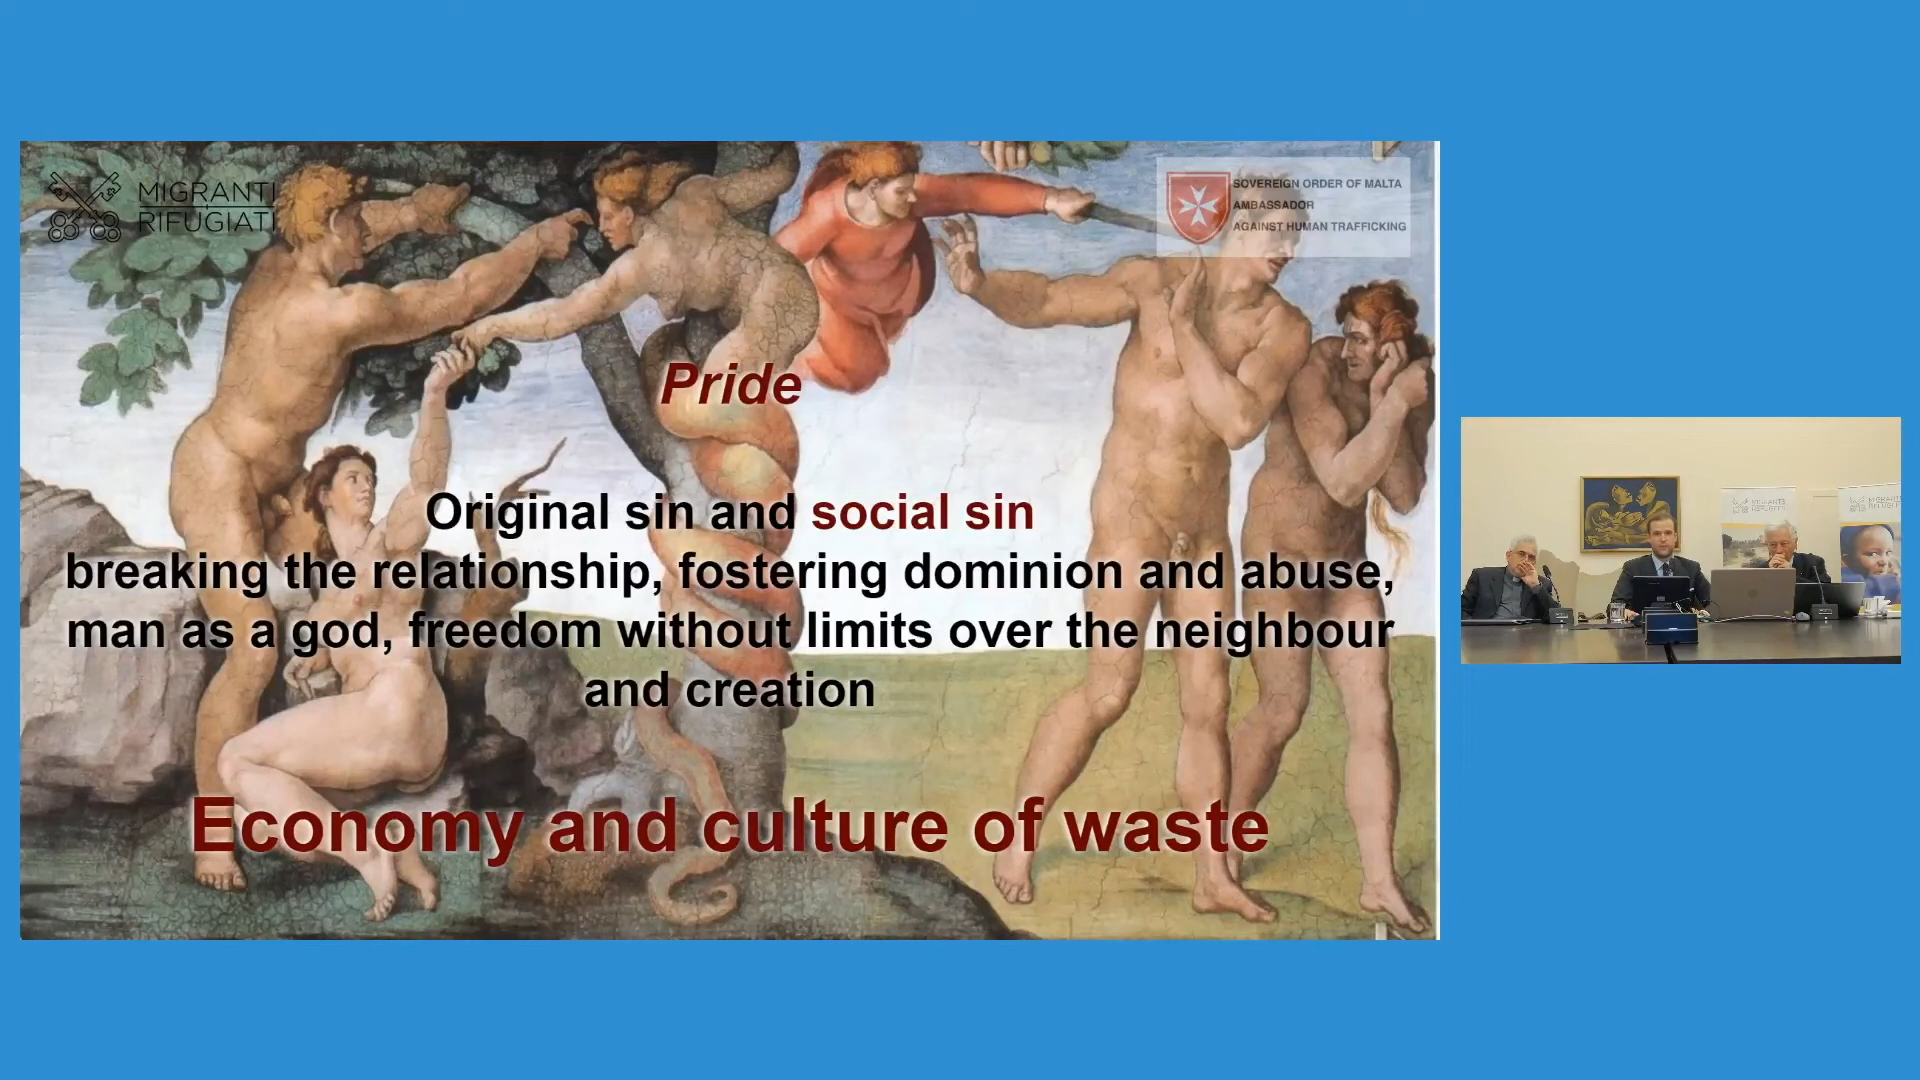 MIGRANTI
RIFUGIATI
SOVEREIGN ORDER OF MALTA
AMBASSADOR
AGAINST HUMAN TRAFFICKING
Pride
Original sin and social sin
breaking the relationship, fostering dominion and abuse,
man as a god, freedom without limits over the neighbour
and creation
Economy and culture of waste